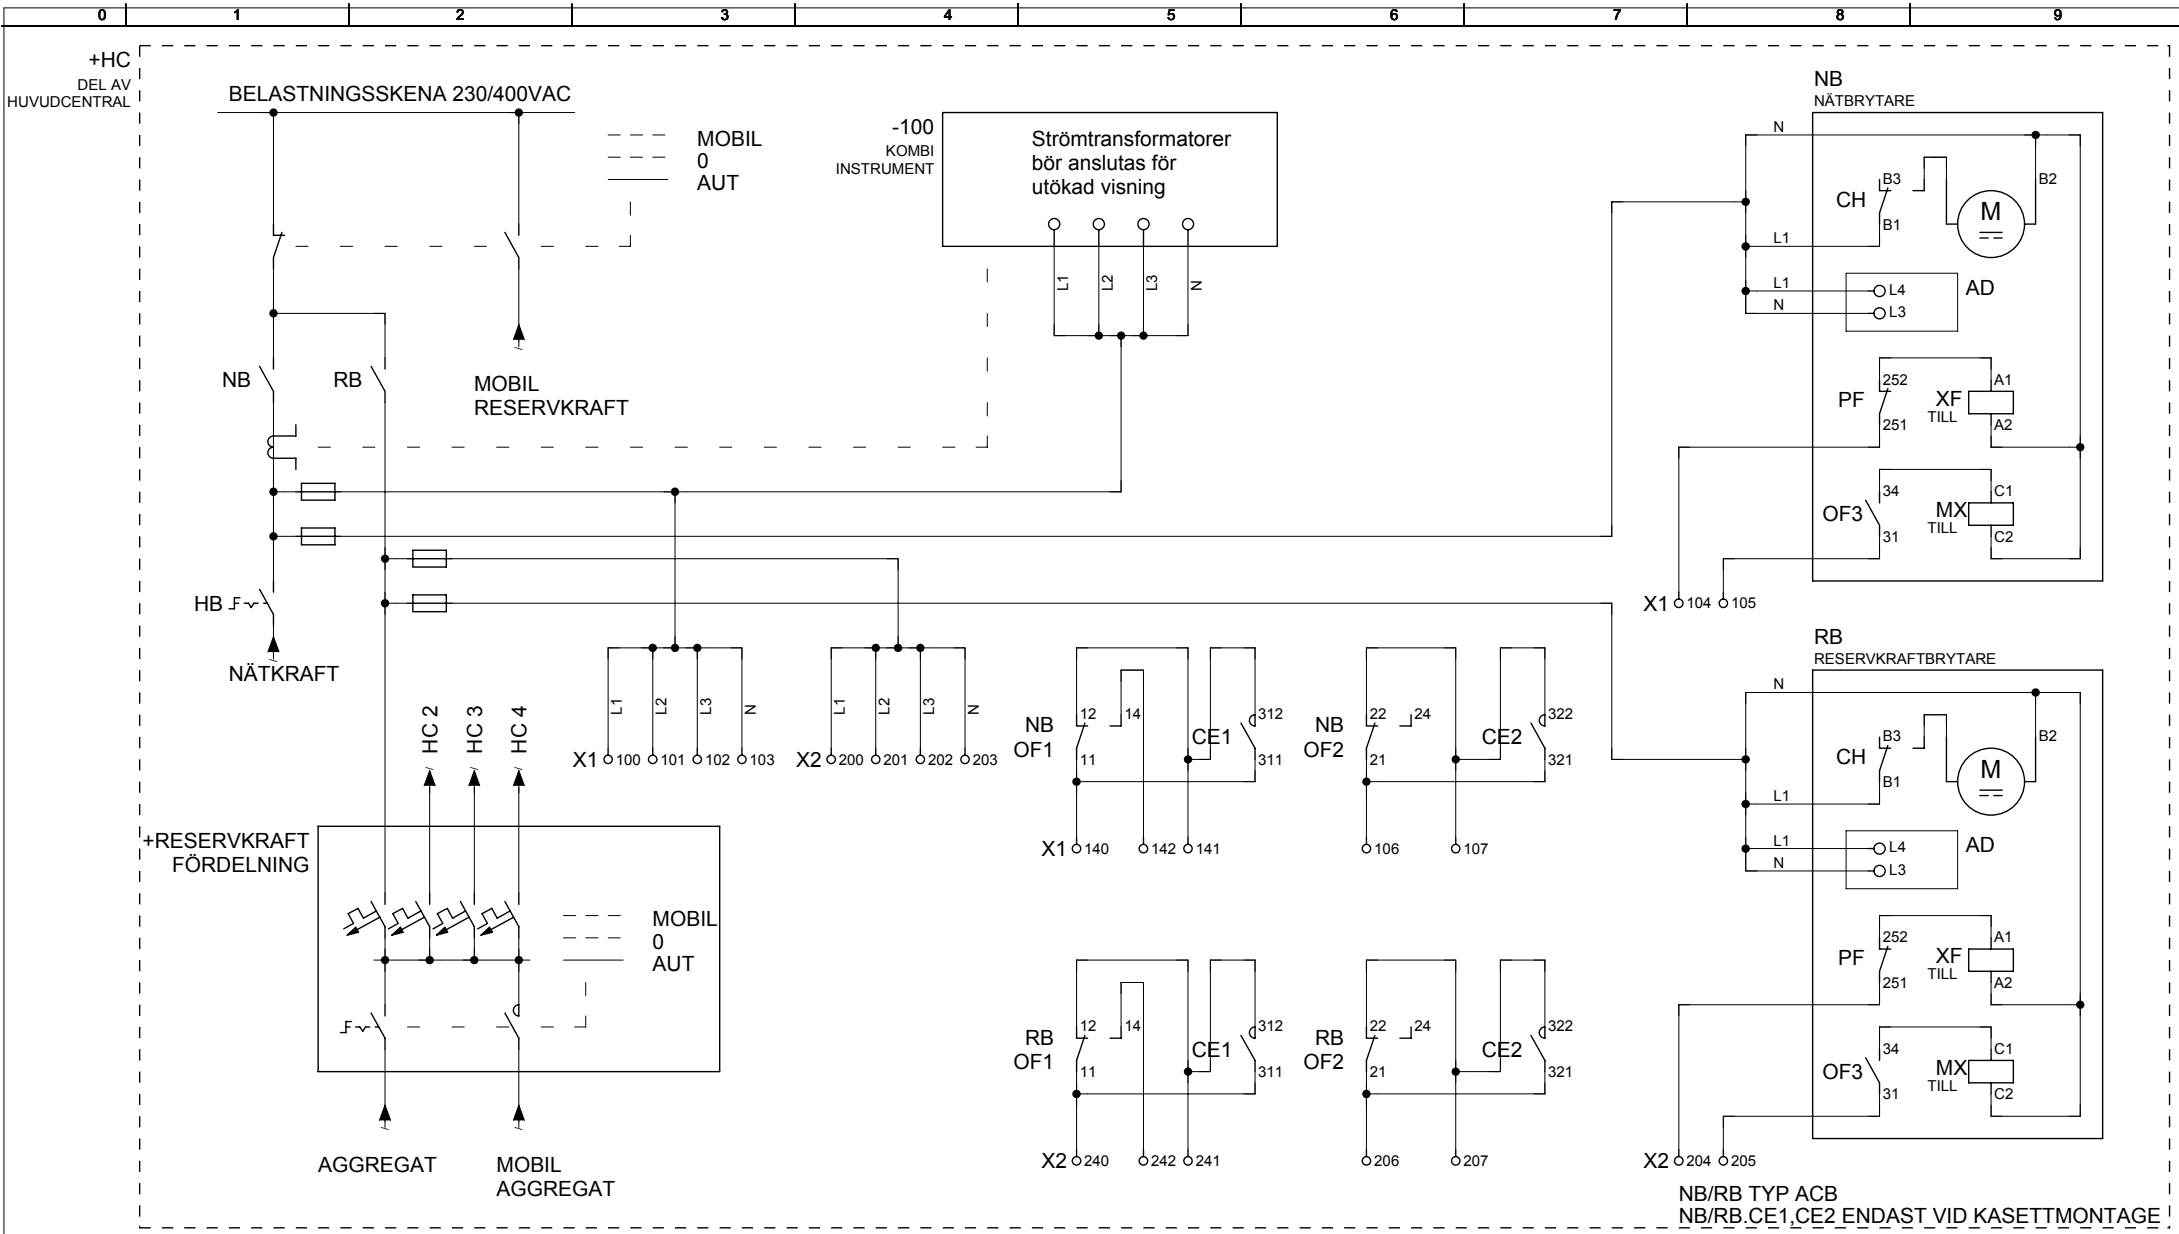 0 1 2 3 4 5 6 7 8 9
+HC
DEL AV
HUVUDCENTRAL
BELASTNINGSSKENA 230/400VAC
MOBIL
0
AUT
-100
KOMBI
INSTRUMENT
Strömtransformatorer
bör anslutas för
utökad visning
L1 L2 L3 N
NB
RB
MOBIL
RESERVKRAFT
HB
NÄTKRAFT
HC 2
HC 3
HC 4
L1 L2 L3 N
X1 100 101 102 103
L1 L2 L3 N
X2 200 201 202 203
+RESERVKRAFT
FÖRDELNING
MOBIL
0
AUT
AGGREGAT
MOBIL
AGGREGAT
NB
OF1
12 14
11
CE1
312
311
X1 140 142 141
NB
OF2
22 24
21
CE2
322
321
106 107
RB
OF1
12 14
11
CE1
312
311
X2 240 242 241
RB
OF2
22 24
21
CE2
322
321
206 207
NB
NÄTBRYTARE
N
CH
B3
B1
M
B2
L1
L1
N
L4
L3
AD
PF
252
251
XF
TILL
A1
A2
OF3
34
31
MX
TILL
C1
C2
X1 104 105
RB
RESERVKRAFTBRYTARE
N
CH
B3
B1
M
B2
L1
L1
N
L4
L3
AD
PF
252
251
XF
TILL
A1
A2
OF3
34
31
MX
TILL
C1
C2
X2 204 205
NB/RB TYP ACB
NB/RB.CE1,CE2 ENDAST VID KASETTMONTAGE